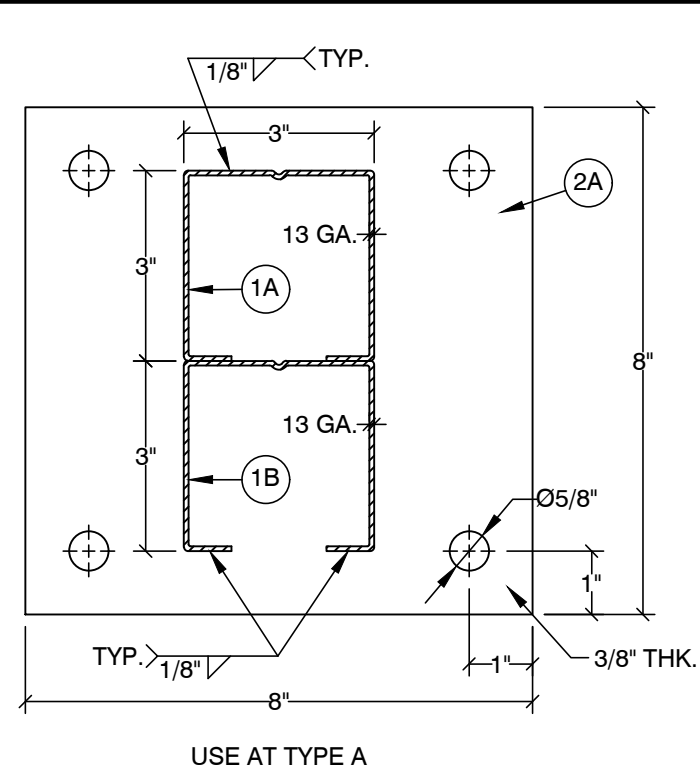 TYP.
1/8"
3"
2A
13 GA.
3"
1A
8"
13 GA.
3"
1B
Ø5/8"
1"
TYP.
1/8"
1"
3/8" THK.
8"
USE AT TYPE A